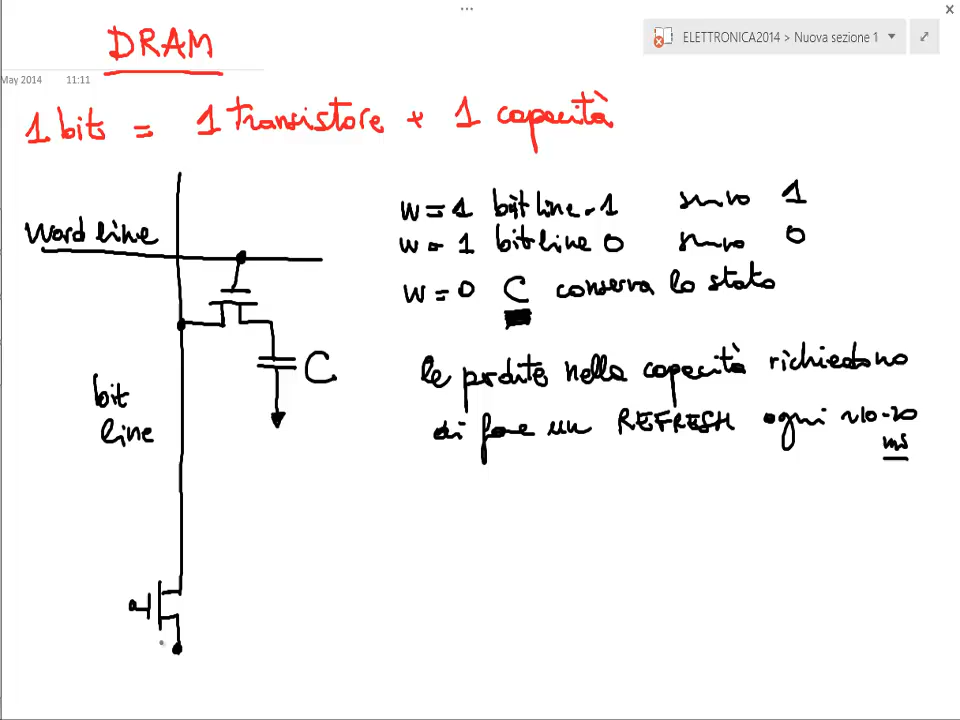 DRAM
ELETTRONICA2014 > Nuova sezione 1
May 2014 11:11
1 bits = 1 transistore + 1 capacità
Word line
w = 1 bit line = 1 scrivo 1
w = 1 bit line 0 scrivo 0
w = 0 C conserva lo stato
C
le perdite nella capacità richiedono
di fare un REFRESH ogni ~10-20
ms
bit
line